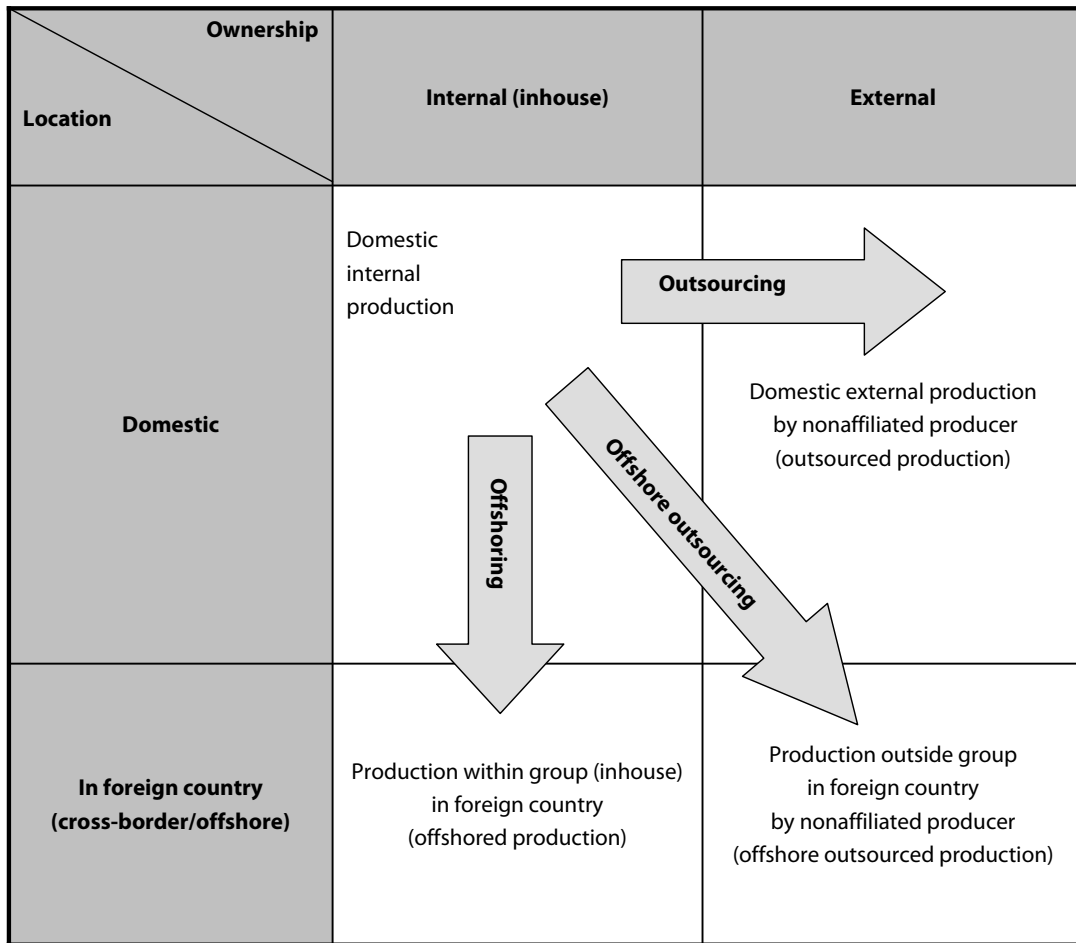 Ownership
Location
Internal (inhouse)
External
Domestic
Domestic
internal
production
Outsourcing
Domestic external production
by nonaffiliated producer
(outsourced production)
Offshoring
Offshore outsourcing
In foreign country
(cross-border/offshore)
Production within group (inhouse)
in foreign country
(offshored production)
Production outside group
in foreign country
by nonaffiliated producer
(offshore outsourced production)